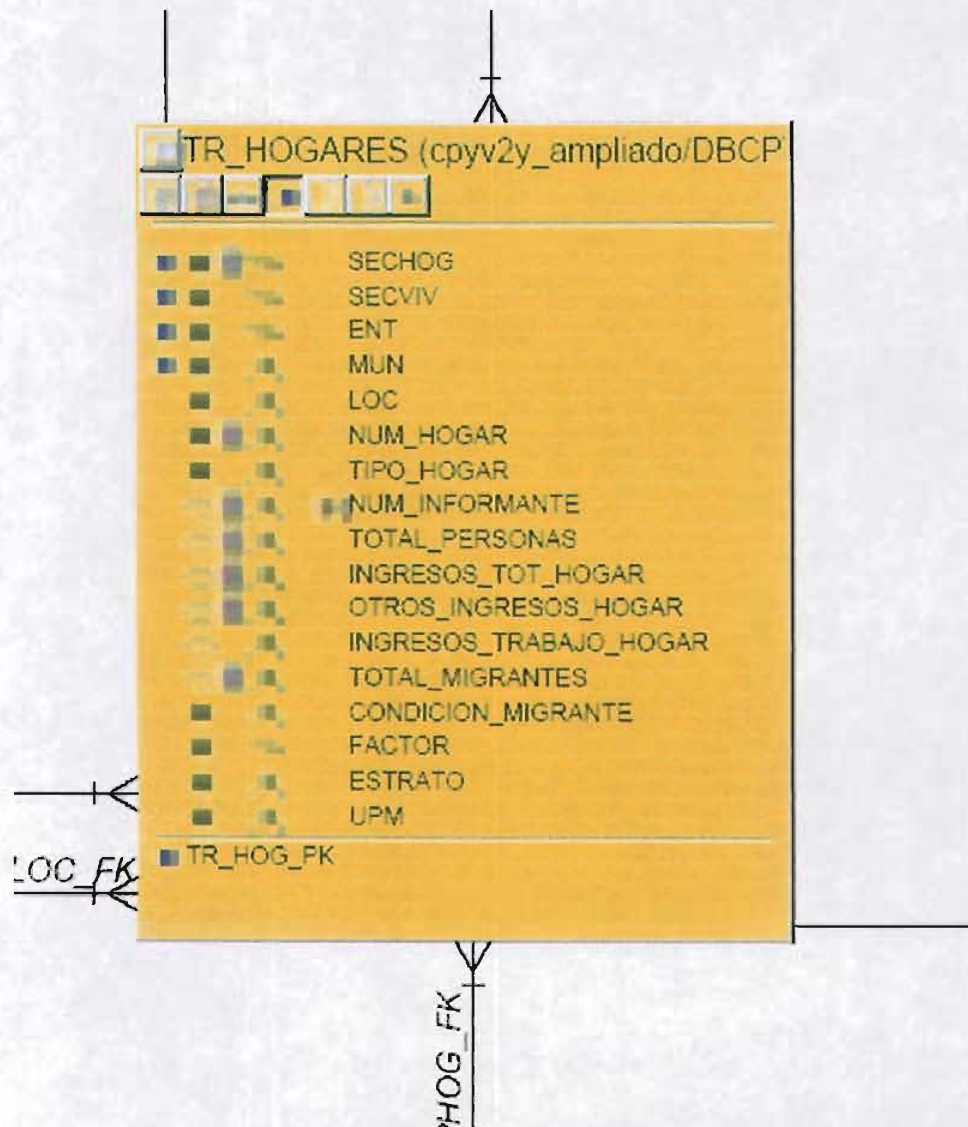 TR_HOGARES (cpyv2y_ampliado/DBCP
SECHOG
SECVIV
ENT
MUN
LOC
NUM_HOGAR
TIPO_HOGAR
NUM_INFORMANTE
TOTAL_PERSONAS
INGRESOS_TOT_HOGAR
OTROS_INGRESOS_HOGAR
INGRESOS_TRABAJO_HOGAR
TOTAL_MIGRANTES
CONDICION_MIGRANTE
FACTOR
ESTRATO
UPM
TR_HOG_PK
LOC_FK
PHOG_FK